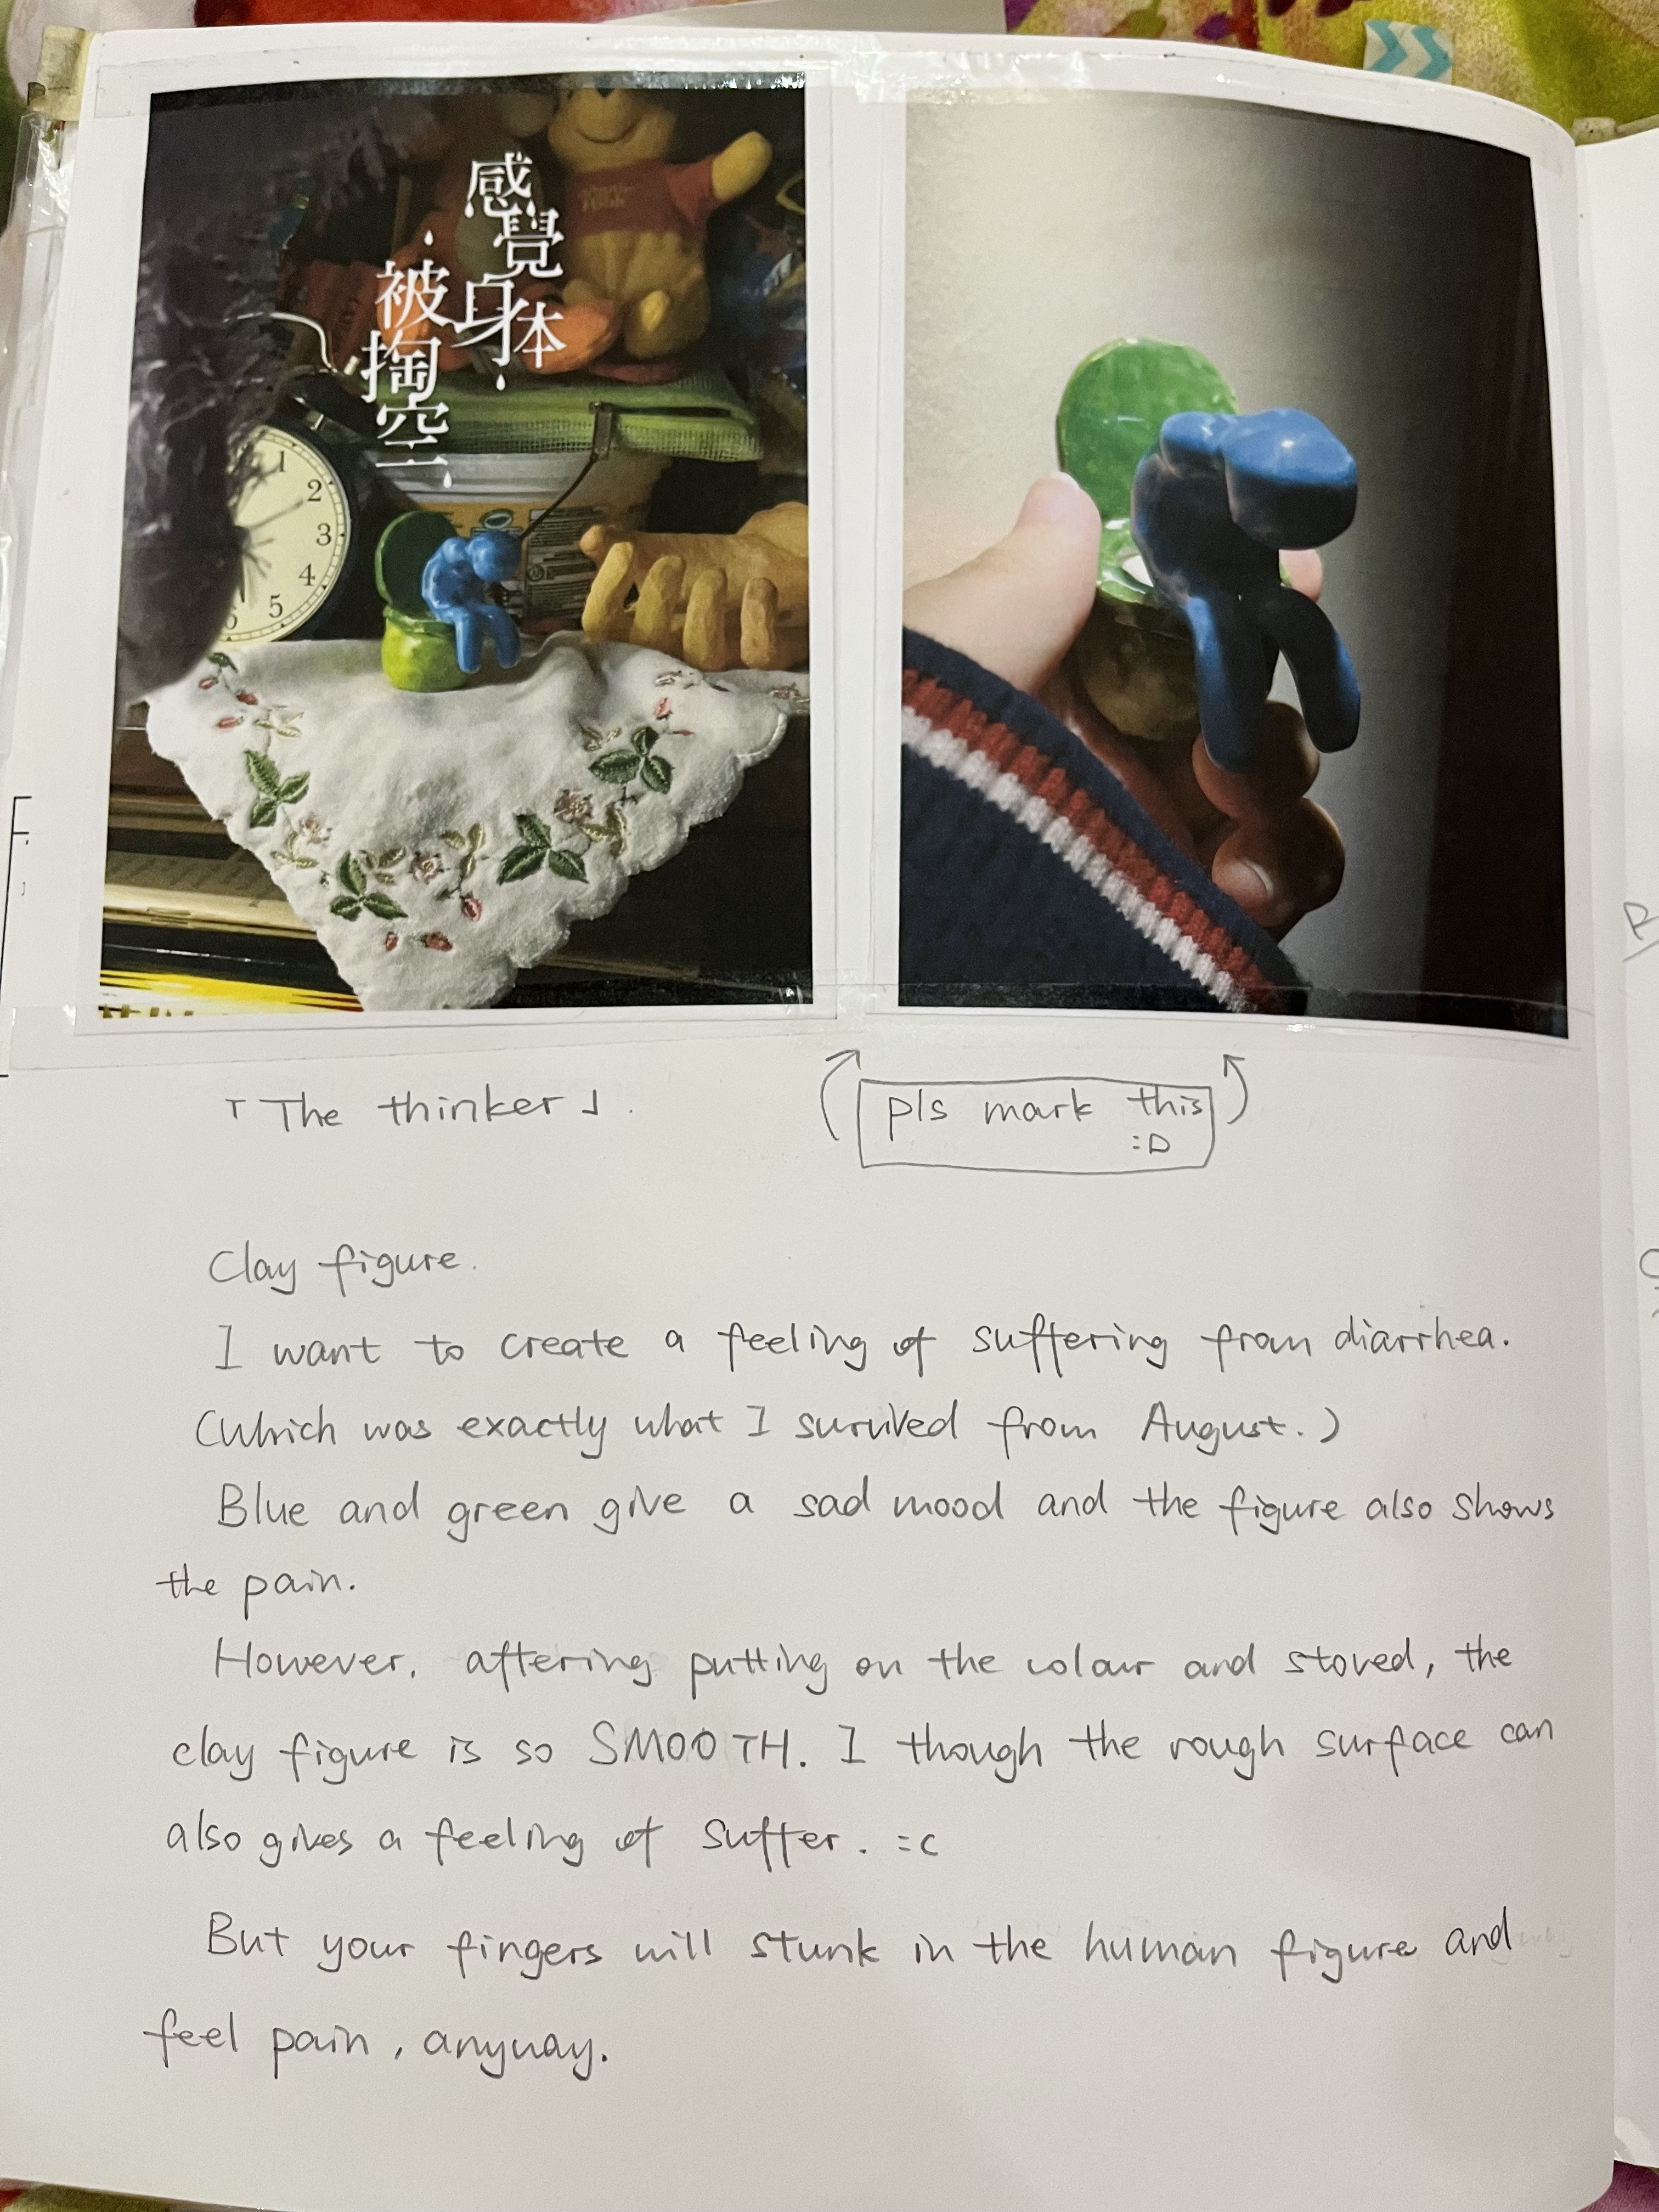 感覺身体
被掏空
1
2
3
4
5
6
「The thinker」.
pls mark this
:D
Clay figure.
I want to create a feeling of suffering from diarrhea.
(Which was exactly what I survived from August.)
Blue and green give a sad mood and the figure also shows
the pain.
However, aftering putting on the colour and stoved, the
clay figure is so SMOOTH. I though the rough surface can
also gives a feeling of suffer. =c
But your fingers will stunk in the human figure and
feel pain, anyway.